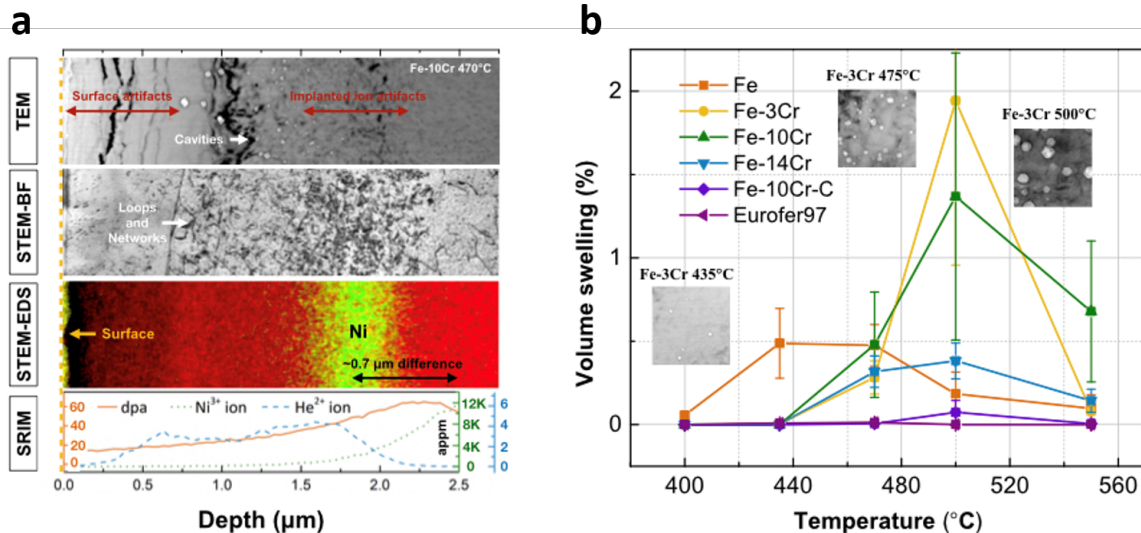 a
TEM
Fe-10Cr 470°C
Surface artifacts
Implanted ion artifacts
Cavities
STEM-BF
Loops
and
Networks
STEM-EDS
Surface
Ni
~0.7 μm difference
SRIM
dpa
Ni3+ ion
He2+ ion
60
40
20
0
appm
12K
8K
4K
0
6
4
2
0
0.0 0.5 1.0 1.5 2.0 2.5
Depth (μm)
b
Volume swelling (%)
2
1
0
Fe
Fe-3Cr
Fe-10Cr
Fe-14Cr
Fe-10Cr-C
Eurofer97
Fe-3Cr 475°C
Fe-3Cr 500°C
Fe-3Cr 435°C
400 440 480 520 560
Temperature (°C)